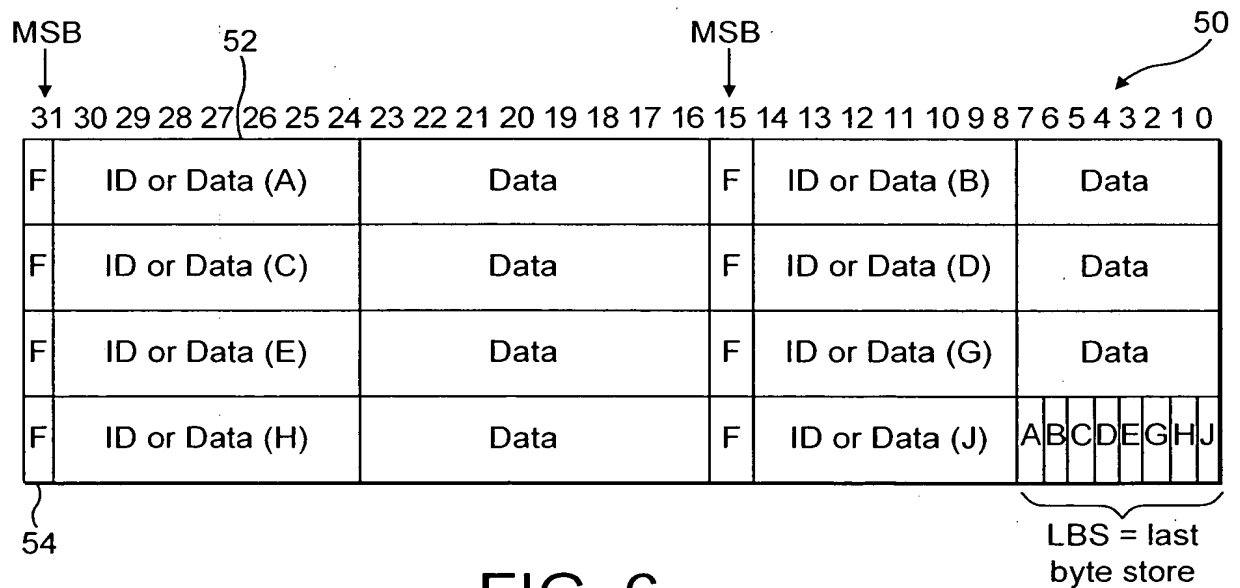 MSB MSB
52 50
31 30 29 28 27 26 25 24 23 22 21 20 19 18 17 16 15 14 13 12 11 10 9 8 7 6 5 4 3 2 1 0
F ID or Data (A) Data F ID or Data (B) Data
F ID or Data (C) Data F ID or Data (D) Data
F ID or Data (E) Data F ID or Data (G) Data
F ID or Data (H) Data F ID or Data (J) A B C D E G H J
54
LBS = last
byte store
FIG. 6